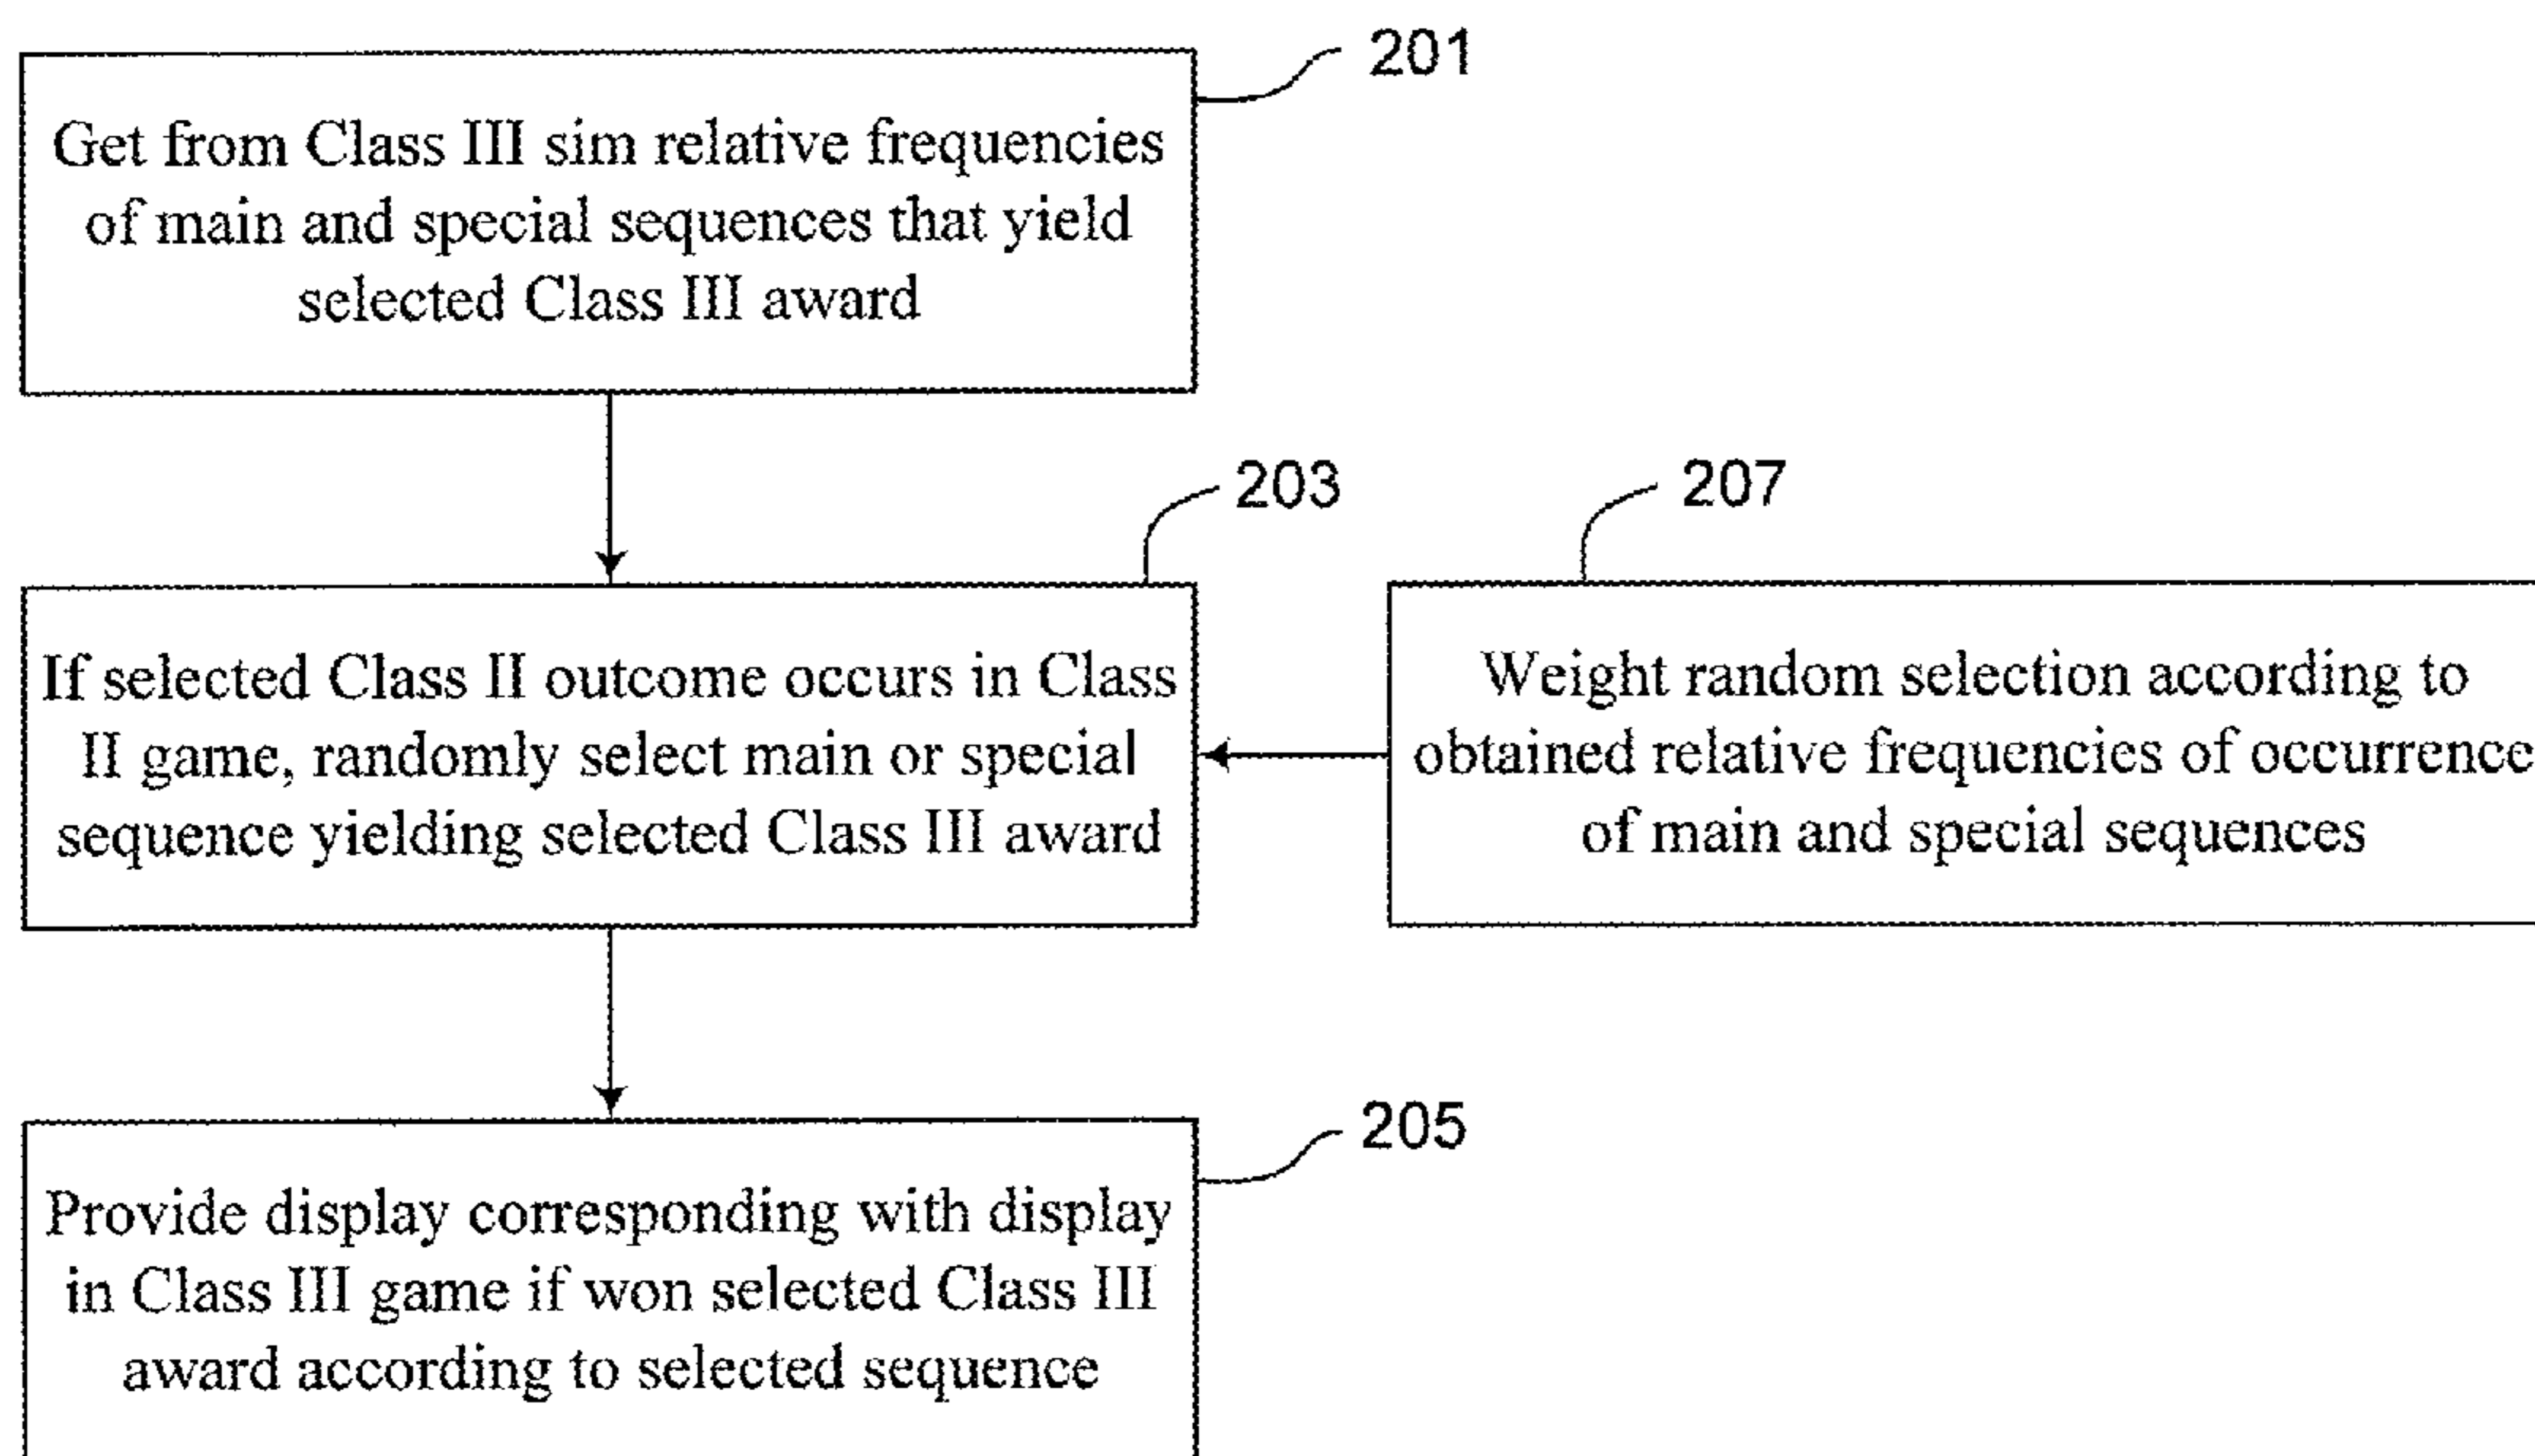 201
Get from Class III sim relative frequencies
of main and special sequences that yield
selected Class III award
203
207
If selected Class II outcome occurs in Class
II game, randomly select main or special
sequence yielding selected Class III award
Weight random selection according to
obtained relative frequencies of occurrence
of main and special sequences
205
Provide display corresponding with display
in Class III game if won selected Class III
award according to selected sequence